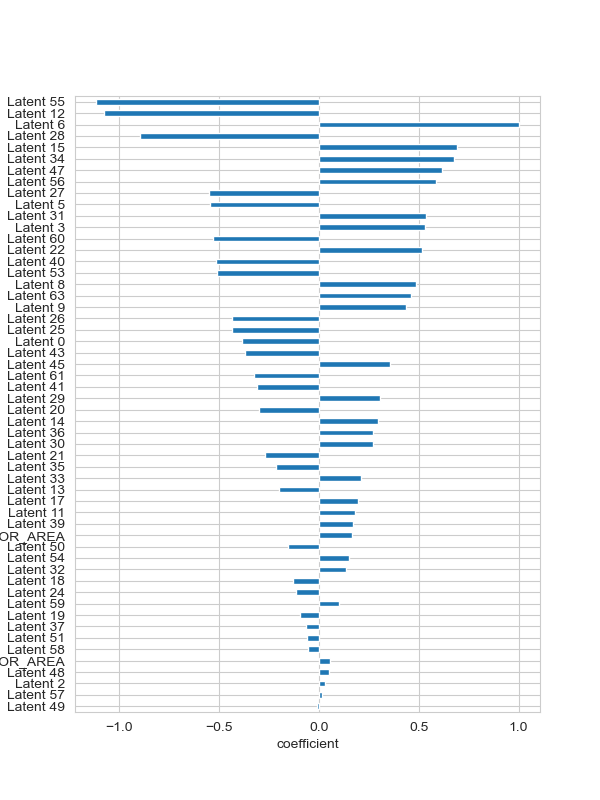 Latent 55
Latent 12
Latent 6
Latent 28
Latent 15
Latent 34
Latent 47
Latent 56
Latent 27
Latent 5
Latent 31
Latent 3
Latent 60
Latent 22
Latent 40
Latent 53
Latent 8
Latent 63
Latent 9
Latent 26
Latent 25
Latent 0
Latent 43
Latent 45
Latent 61
Latent 41
Latent 29
Latent 20
Latent 14
Latent 36
Latent 30
Latent 21
Latent 35
Latent 33
Latent 13
Latent 17
Latent 11
Latent 39
OR_AREA
Latent 50
Latent 54
Latent 32
Latent 18
Latent 24
Latent 59
Latent 19
Latent 37
Latent 51
Latent 58
OR_AREA
Latent 48
Latent 2
Latent 57
Latent 49
−1.0 −0.5 0.0 0.5 1.0
coefficient